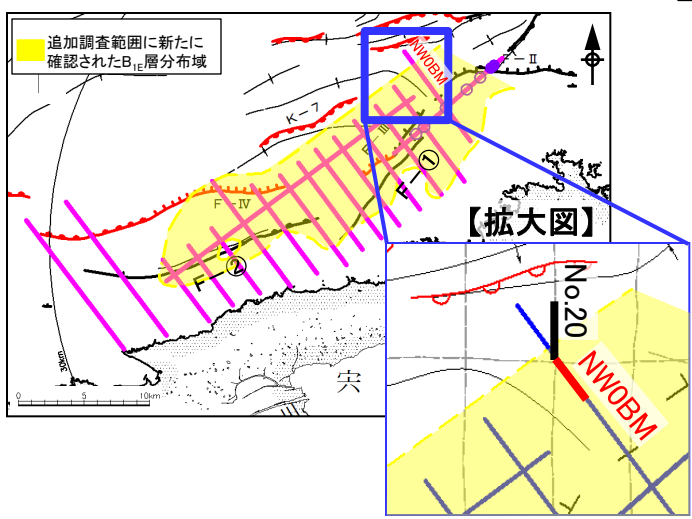 追加調査範囲に新たに
確認されたB1E層分布域
NW0BM
F-Ⅱ
K-7
F-Ⅲ
F-①
F-Ⅳ
F-②
【拡大図】
No.20
NW0BM
30km
宍
0 5 10km